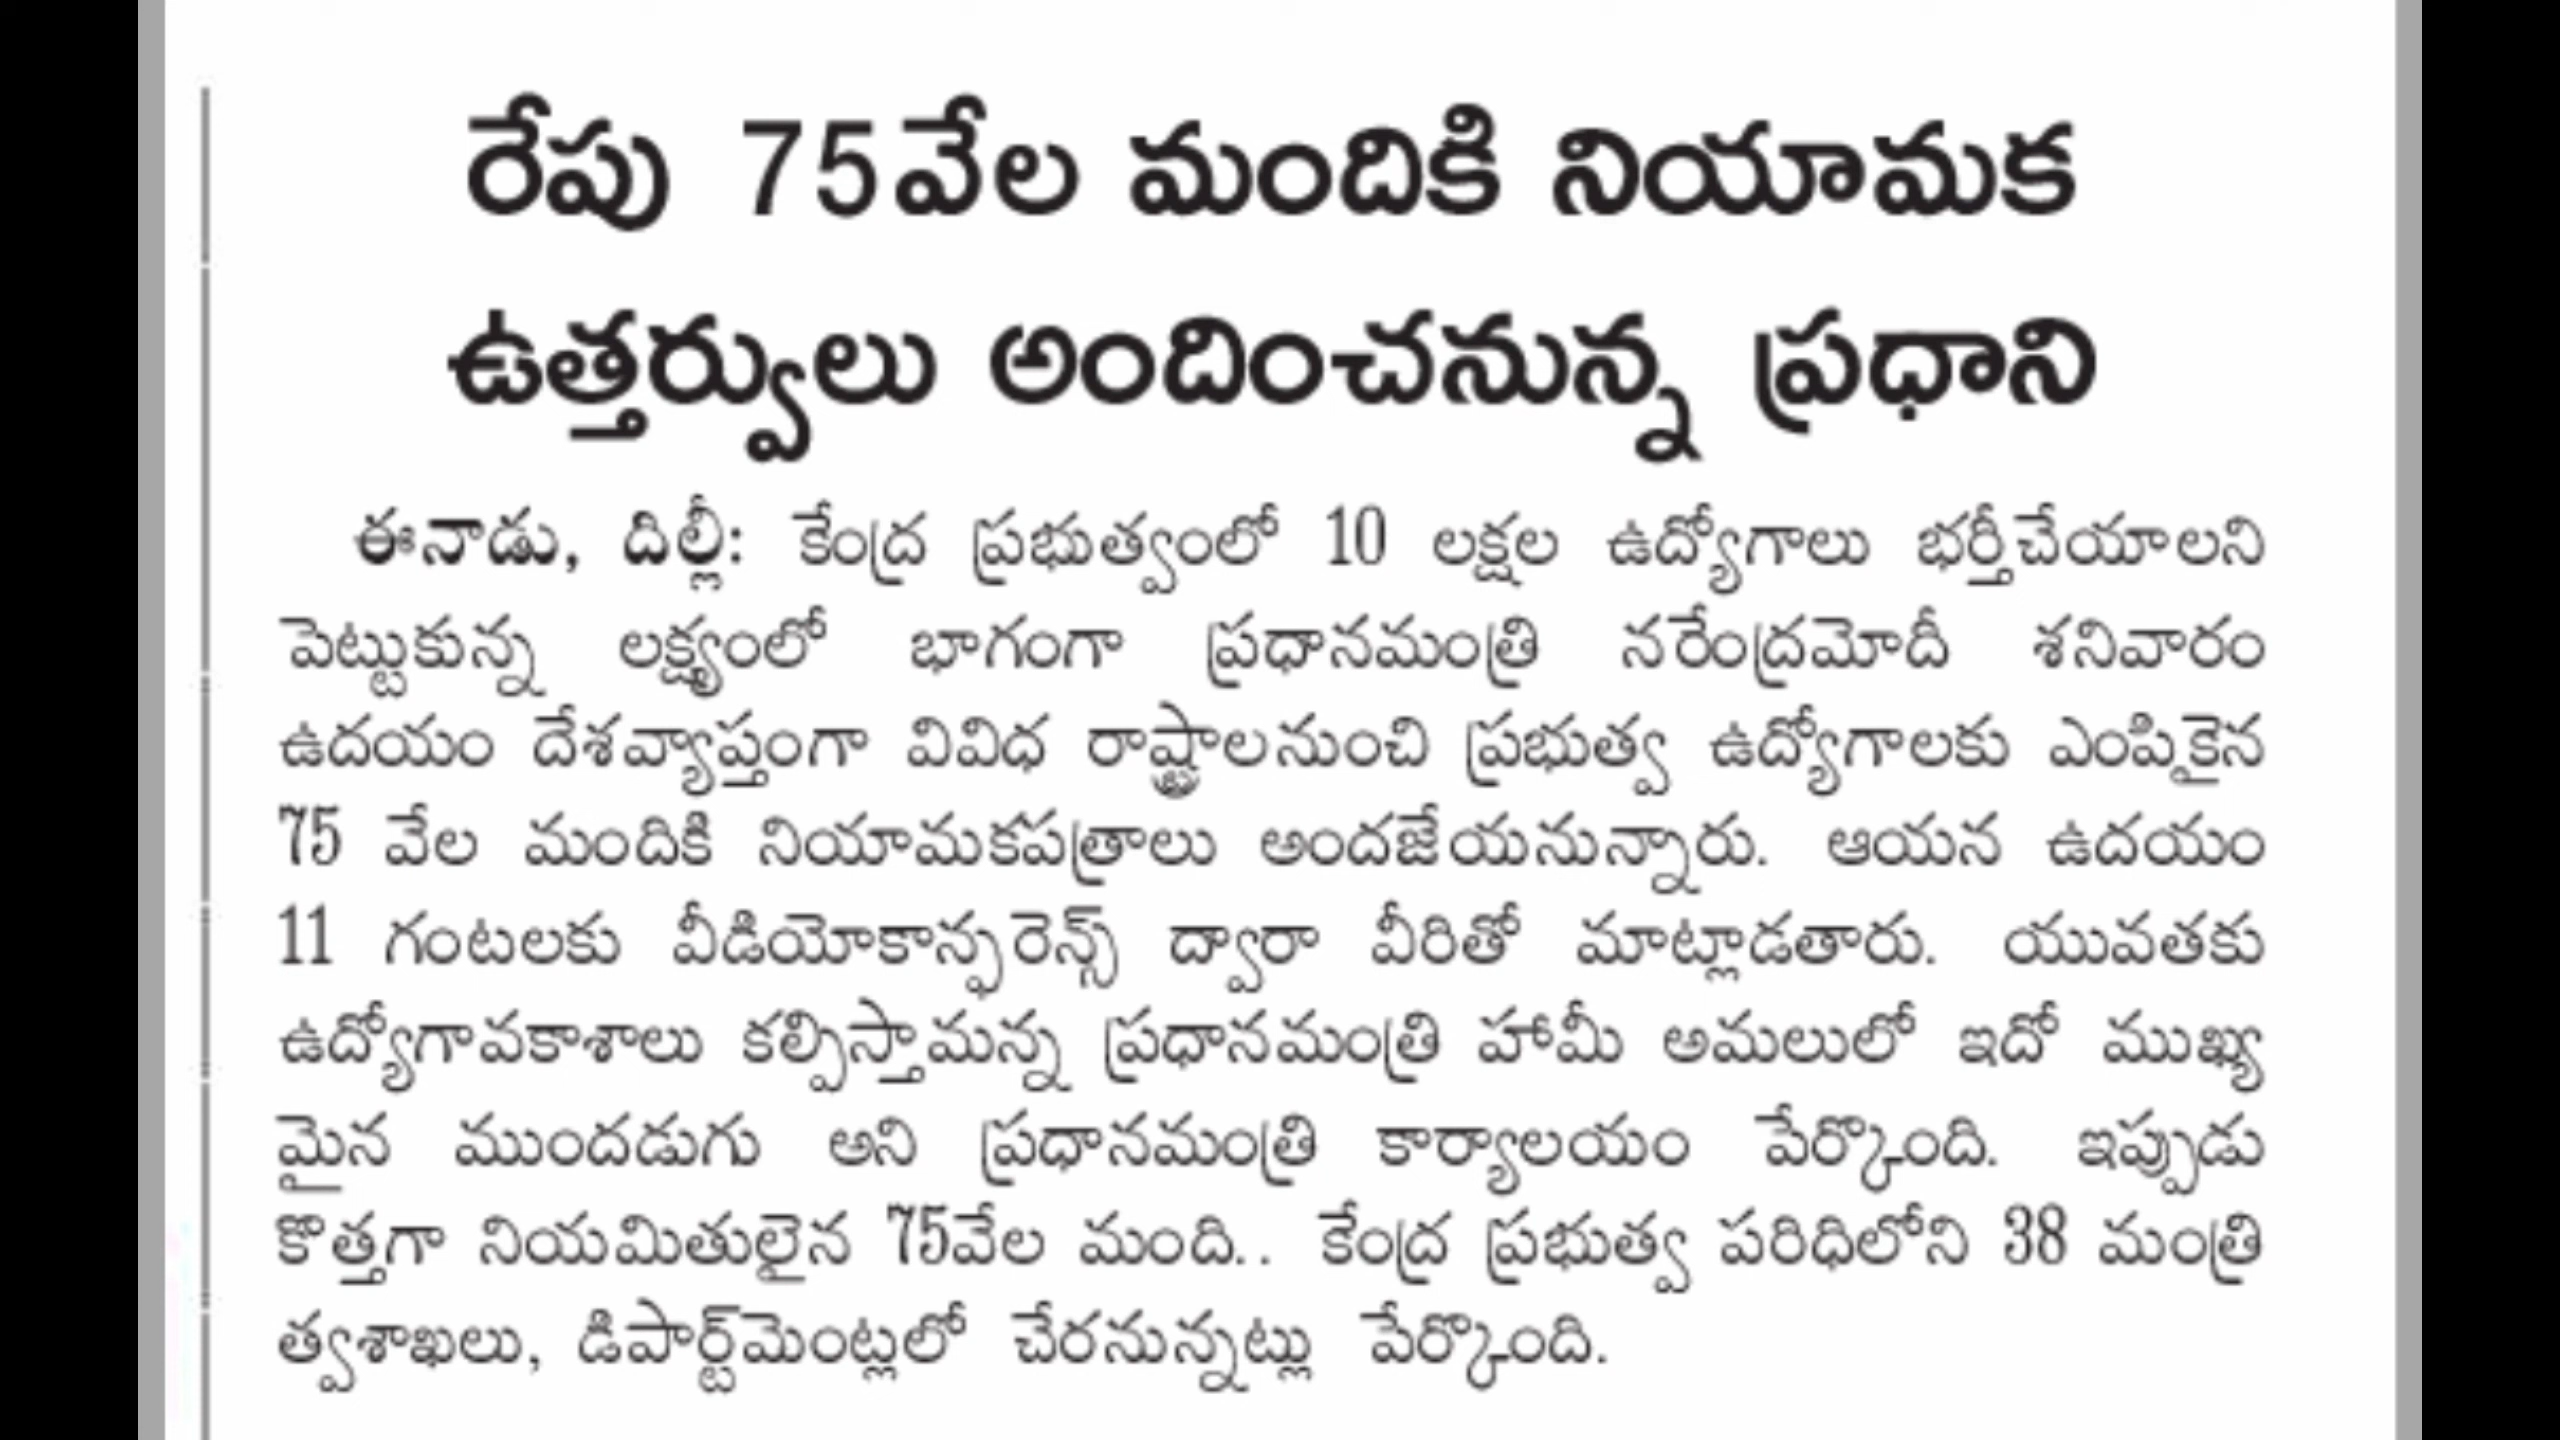 రేపు 75వేల మందికి నియామక
ఉత్తర్వులు అందించనున్న ప్రధాని
ఈనాడు, దిల్లీ: కేంద్ర ప్రభుత్వంలో 10 లక్షల ఉద్యోగాలు భర్తీచేయాలని
పెట్టుకున్న లక్ష్యంలో భాగంగా ప్రధానమంత్రి నరేంద్రమోదీ శనివారం
ఉదయం దేశవ్యాప్తంగా వివిధ రాష్ట్రాలనుంచి ప్రభుత్వ ఉద్యోగాలకు ఎంపికైన
75 వేల మందికి నియామకపత్రాలు అందజేయనున్నారు. ఆయన ఉదయం
11 గంటలకు వీడియోకాన్ఫరెన్స్ ద్వారా వీరితో మాట్లాడతారు. యువతకు
ఉద్యోగావకాశాలు కల్పిస్తామన్న ప్రధానమంత్రి హామీ అమలులో ఇదో ముఖ్య
మైన ముందడుగు అని ప్రధానమంత్రి కార్యాలయం పేర్కొంది. ఇప్పుడు
కొత్తగా నియమితులైన 75వేల మంది.. కేంద్ర ప్రభుత్వ పరిధిలోని 38 మంత్రి
త్వశాఖలు, డిపార్ట్‌మెంట్లలో చేరనున్నట్లు పేర్కొంది.